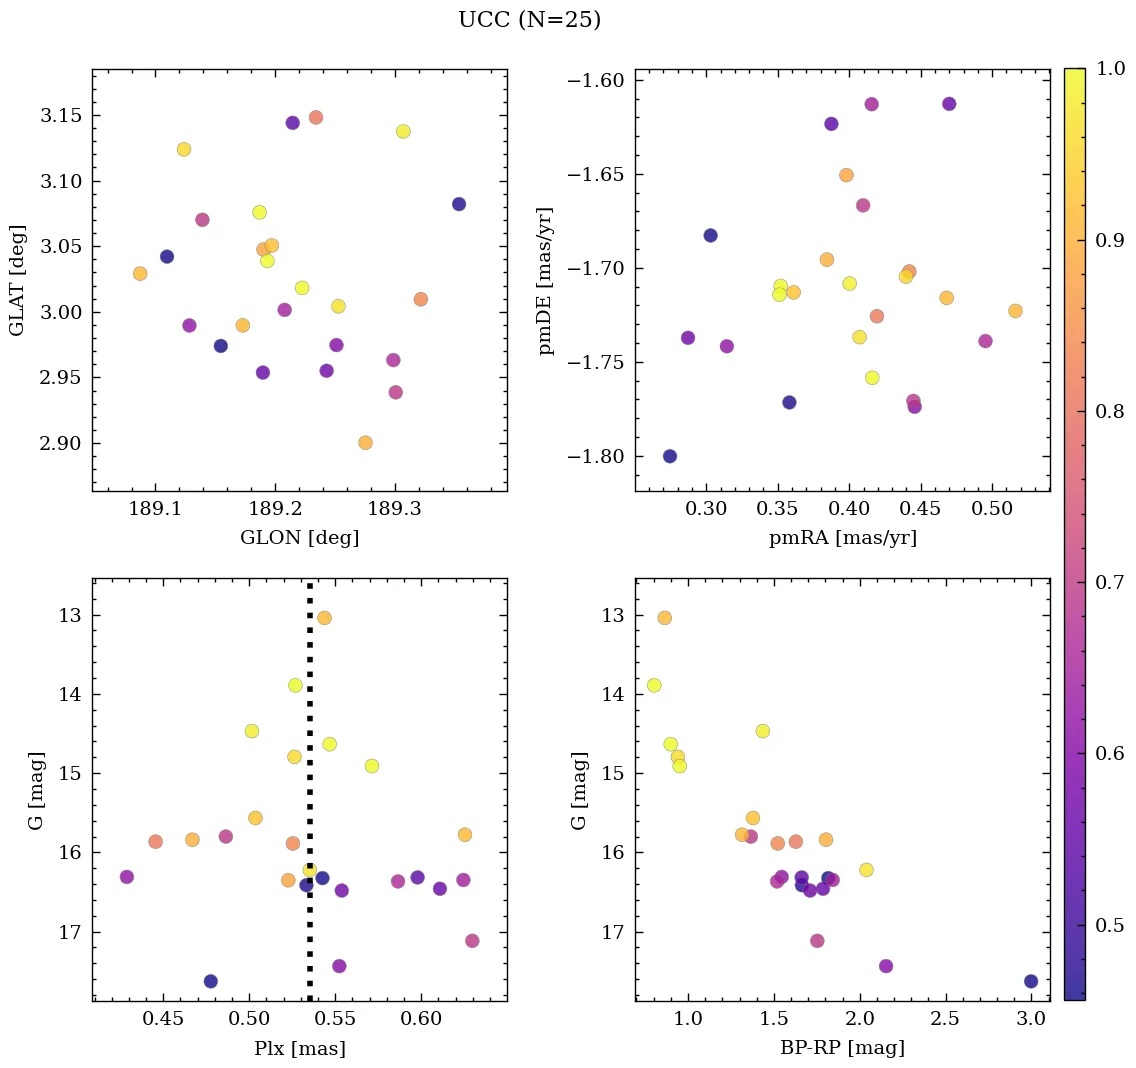 UCC (N=25)
3.15
3.10
3.05
3.00
2.95
2.90
GLAT [deg]
189.1 189.2 189.3
GLON [deg]
−1.60
−1.65
−1.70
−1.75
−1.80
pmDE [mas/yr]
0.30 0.35 0.40 0.45 0.50
pmRA [mas/yr]
1.0
0.9
0.8
0.7
0.6
0.5
13
14
15
16
17
G [mag]
0.45 0.50 0.55 0.60
Plx [mas]
13
14
15
16
17
G [mag]
1.0 1.5 2.0 2.5 3.0
BP-RP [mag]